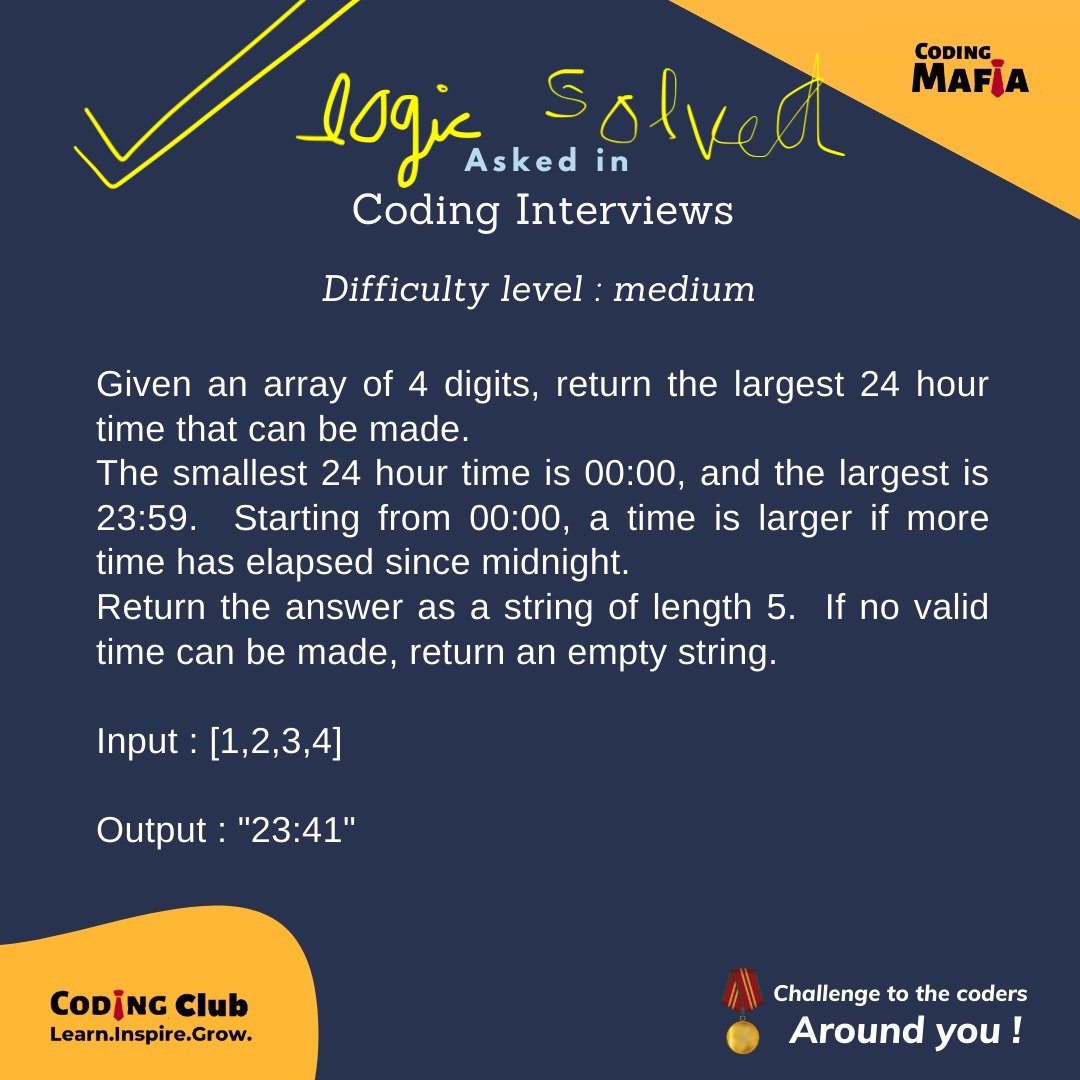 CODING
MAFIA
logic solved
Asked in
Coding Interviews
Difficulty level : medium
Given an array of 4 digits, return the largest 24 hour
time that can be made.
The smallest 24 hour time is 00:00, and the largest is
23:59.  Starting from 00:00, a time is larger if more
time has elapsed since midnight.
Return the answer as a string of length 5.  If no valid
time can be made, return an empty string.
Input : [1,2,3,4]
Output : "23:41"
CODING Club
Learn.Inspire.Grow.
Challenge to the coders
Around you !